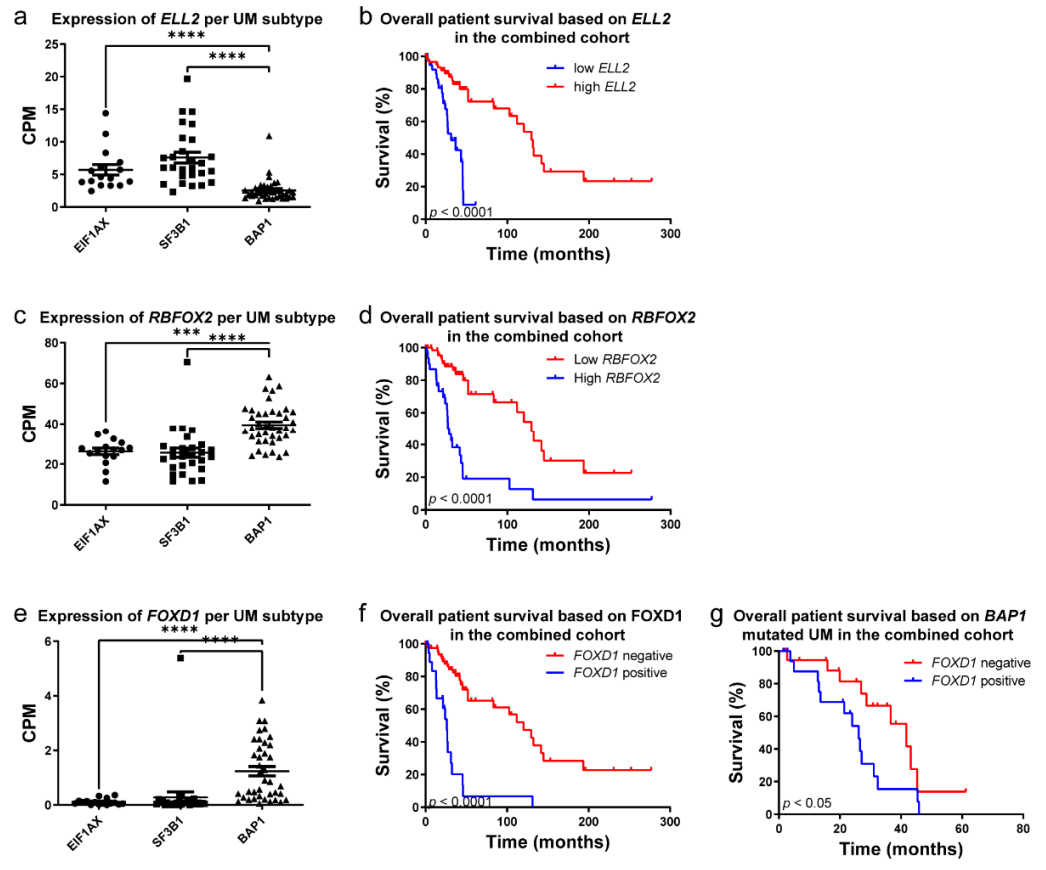 a Expression of ELL2 per UM subtype
****
****
CPM
25
20
15
10
5
0
EIF1AX
SF3B1
BAP1
b Overall patient survival based on ELL2
in the combined cohort
Survival (%)
100
80
60
40
20
0
low ELL2
high ELL2
p < 0.0001
0 100 200 300
Time (months)
c Expression of RBFOX2 per UM subtype
***
****
CPM
80
60
40
20
0
EIF1AX
SF3B1
BAP1
d Overall patient survival based on RBFOX2
in the combined cohort
Survival (%)
100
80
60
40
20
0
Low RBFOX2
High RBFOX2
p < 0.0001
0 100 200 300
Time (months)
e Expression of FOXD1 per UM subtype
****
****
CPM
6
4
2
0
EIF1AX
SF3B1
BAP1
f Overall patient survival based on FOXD1
in the combined cohort
Survival (%)
100
80
60
40
20
0
FOXD1 negative
FOXD1 positive
p < 0.0001
0 100 200 300
Time (months)
g Overall patient survival based on BAP1
mutated UM in the combined cohort
Survival (%)
100
80
60
40
20
0
FOXD1 negative
FOXD1 positive
p < 0.05
0 20 40 60 80
Time (months)